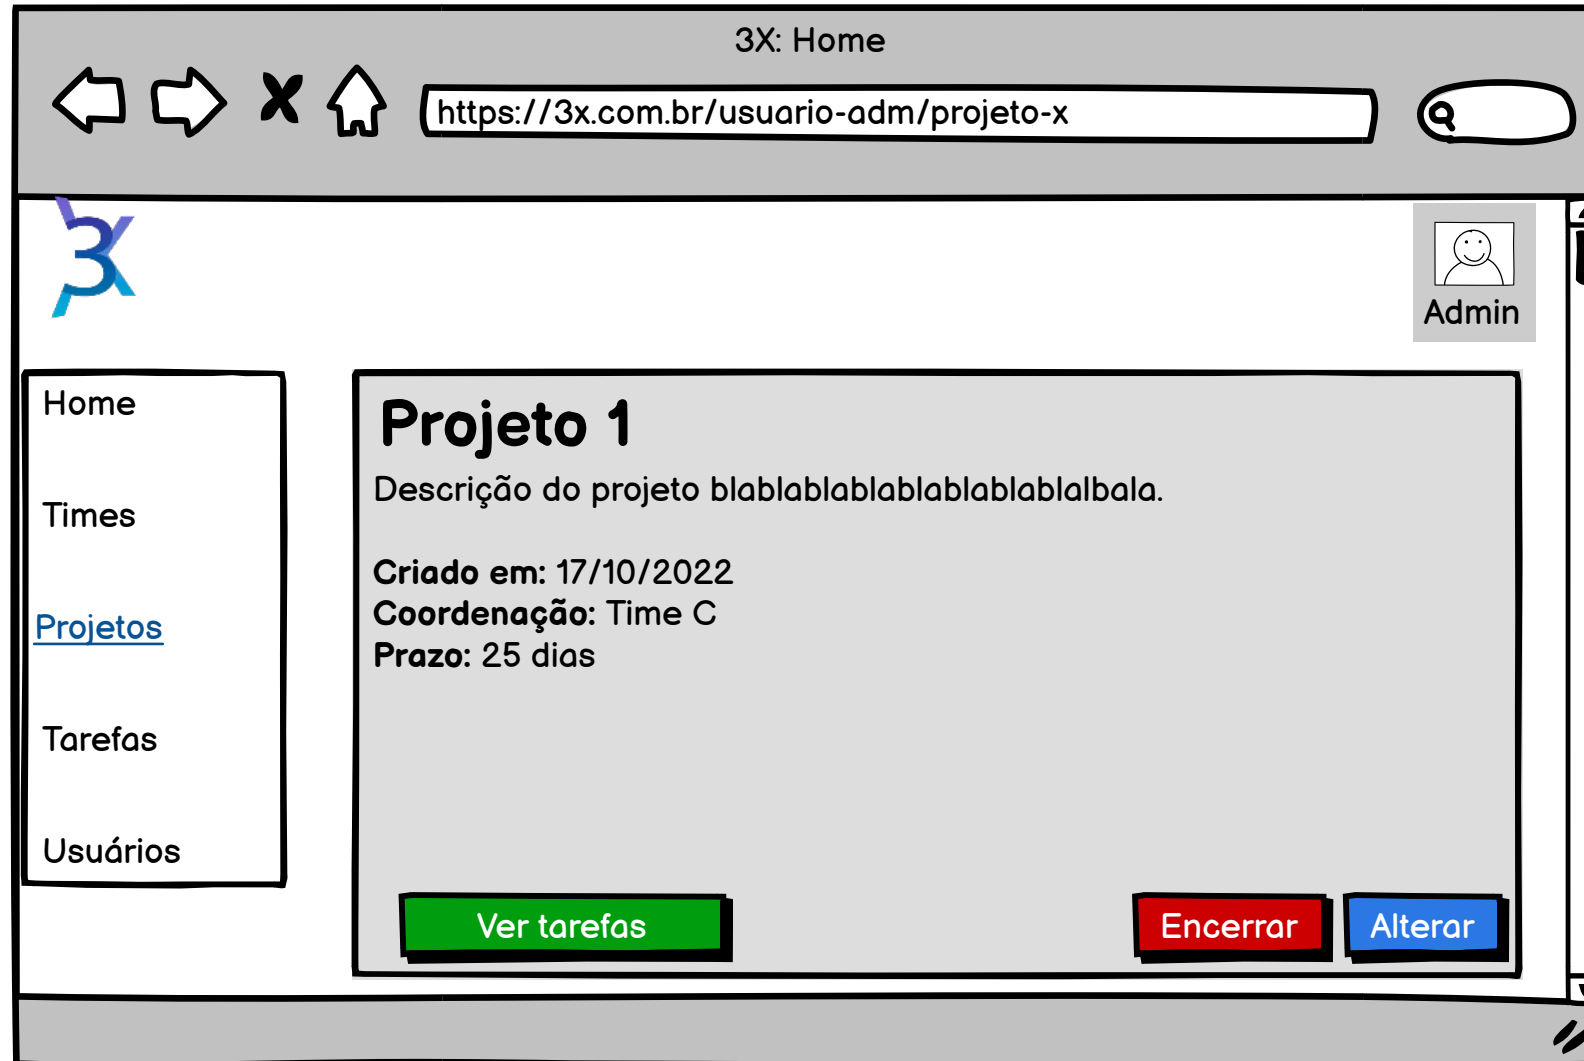 3X: Home
https://3x.com.br/usuario-adm/projeto-x
3X
Admin
Home
Times
Projetos
Tarefas
Usuários
Projeto 1
Descrição do projeto blablablablablablablablalbala.
Criado em: 17/10/2022
Coordenação: Time C
Prazo: 25 dias
Ver tarefas
Encerrar
Alterar